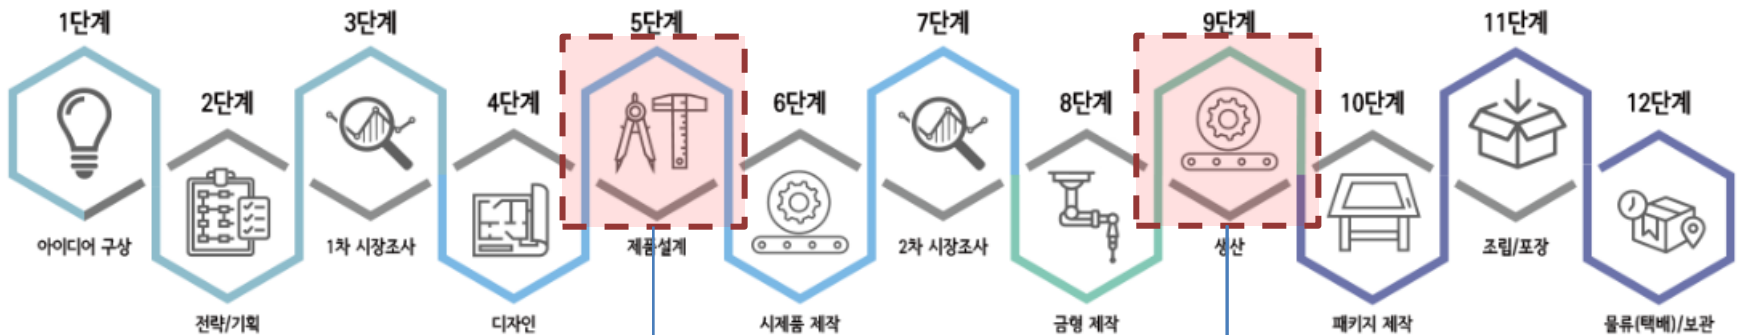 1단계
아이디어 구상
2단계
전략/기획
3단계
1차 시장조사
4단계
디자인
5단계
제품설계
6단계
시제품 제작
7단계
2차 시장조사
8단계
금형 제작
9단계
생산
10단계
패키지 제작
11단계
조립/포장
12단계
물류(택배)/보관